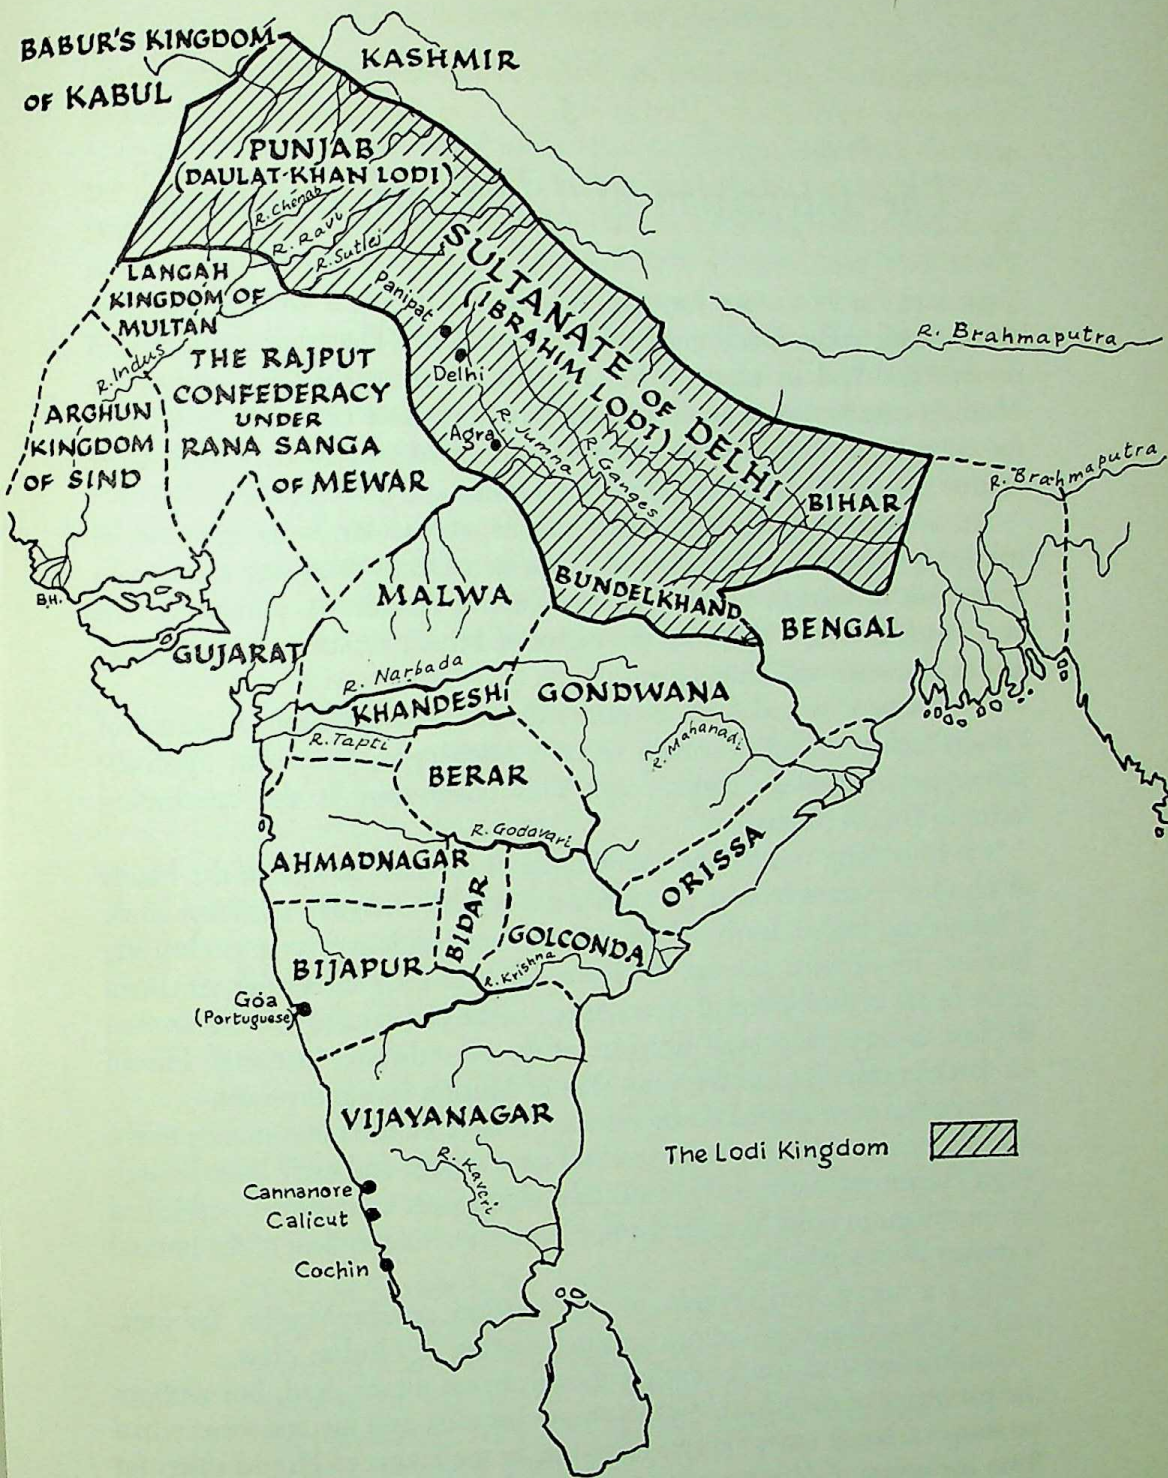 BABUR'S KINGDOM
OF KABUL
KASHMIR
PUNJAB
(DAULAT-KHAN LODI)
R. Chenab
R. Ravi
R. Sutlej
LANGAH
KINGDOM OF
MULTAN
SULTANATE OF DELHI
(IBRAHIM LODI)
Panipat
Delhi
R. Brahmaputra
R. Indus
THE RAJPUT
CONFEDERACY
UNDER
RANA SANGA
OF MEWAR
ARGHUN
KINGDOM
OF SIND
Agra
R. Jumna
R. Ganges
BIHAR
R. Brahmaputra
B.H.
MALWA
BUNDELKHAND
BENGAL
GUJARAT
R. Narbada
KHANDESH
GONDWANA
R. Tapti
R. Mahanadi
BERAR
R. Godavari
AHMADNAGAR
BIDAR
ORISSA
GOLCONDA
BIJAPUR
R. Krishna
Goa
(Portuguese)
VIJAYANAGAR
The Lodi Kingdom
R. Kaveri
Cannanore
Calicut
Cochin